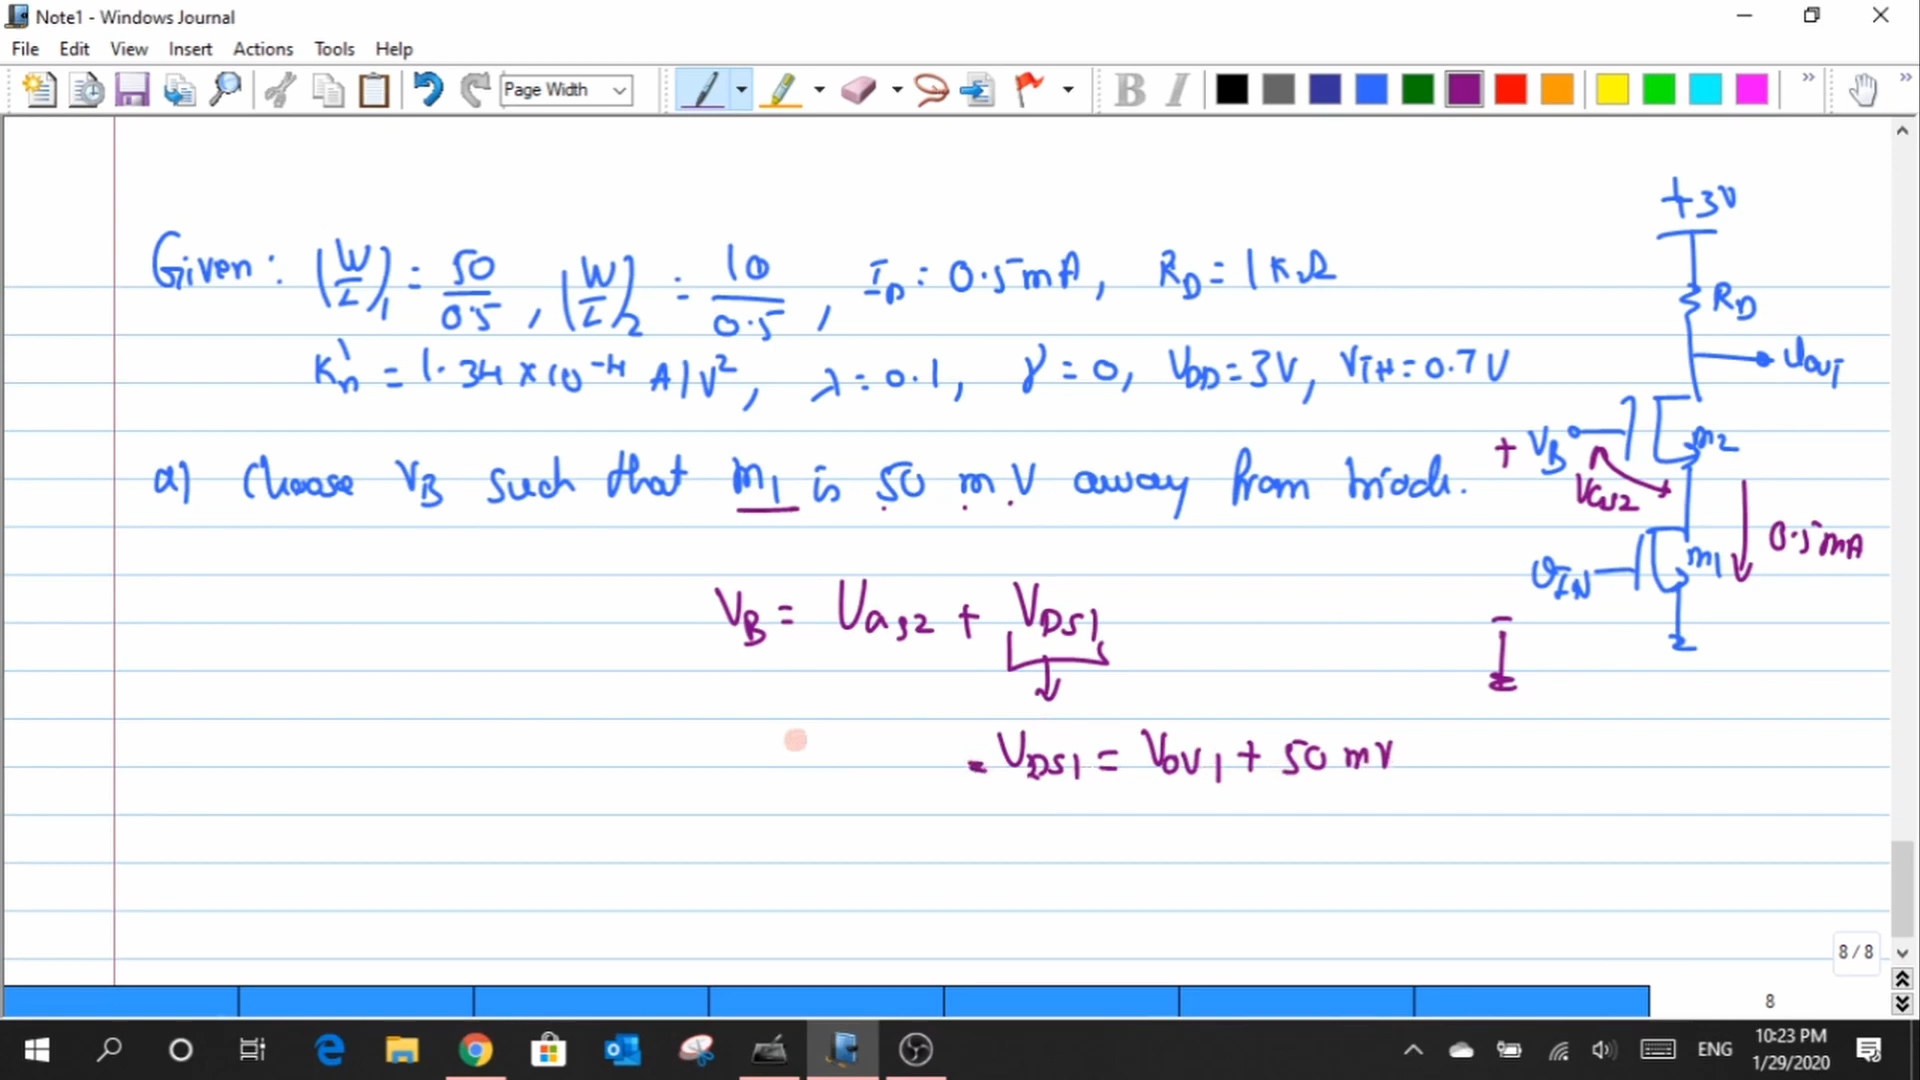 Note1 - Windows Journal
File Edit View Insert Actions Tools Help
Page Width
B I
Given: (W/L)1 = 50/0.5, (W/L)2 = 10/0.5, ID = 0.5mA, RD = 1KΩ
Kn' = 1.34 × 10^-4 A/V², λ = 0.1, γ = 0, VDD = 3V, VTH = 0.7V
a) Choose VB such that M1 is 50 mV away from triode.
VB = VGS2 + VDS1
VDS1 = VOV1 + 50 mV
+3V
RD
VOUT
+ VB
M2
VGS2
0.5mA
VIN
M1
-
8 / 8
8
ENG
10:23 PM
1/29/2020